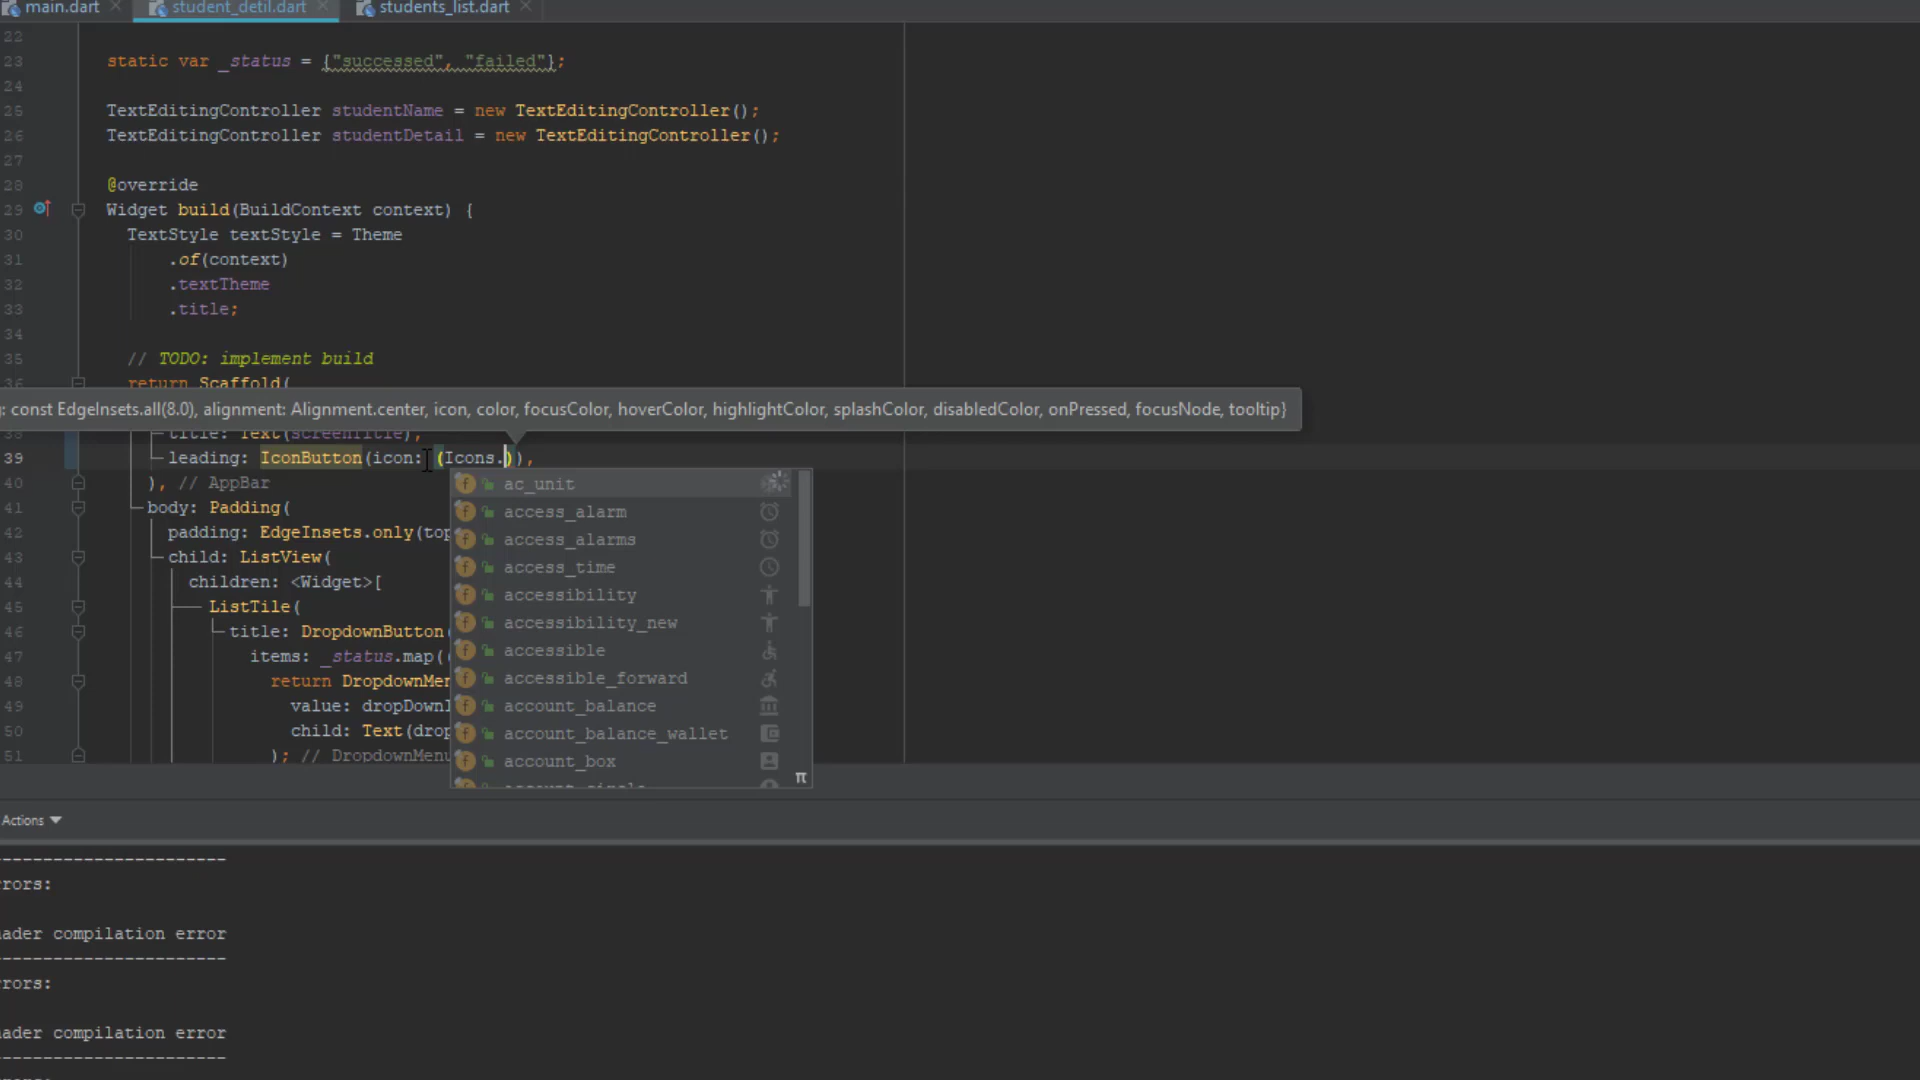 main.dart student_detil.dart students_list.dart
22
23 static var _status = {"successed", "failed"};
24
25 TextEditingController studentName = new TextEditingController();
26 TextEditingController studentDetail = new TextEditingController();
27
28 @override
29 Widget build(BuildContext context) {
30 TextStyle textStyle = Theme
31 .of(context)
32 .textTheme
33 .title;
34
35 // TODO: implement build
36 return Scaffold(
: const EdgeInsets.all(8.0), alignment: Alignment.center, icon, color, focusColor, hoverColor, highlightColor, splashColor, disabledColor, onPressed, focusNode, tooltip}
38 title: Text(screenTitle),
39 leading: IconButton(icon: (Icons.)),
40 ), // AppBar
41 body: Padding(
42 padding: EdgeInsets.only(top
43 child: ListView(
44 children: <Widget>[
45 ListTile(
46 title: DropdownButton(
47 items: _status.map((
48 return DropdownMen
49 value: dropDown
50 child: Text(drop
51 ); // DropdownMenu
f ac_unit
f access_alarm
f access_alarms
f access_time
f accessibility
f accessibility_new
f accessible
f accessible_forward
f account_balance
f account_balance_wallet
f account_box
π
Actions
-----------------------
rors:
ader compilation error
-----------------------
rors:
ader compilation error
-----------------------